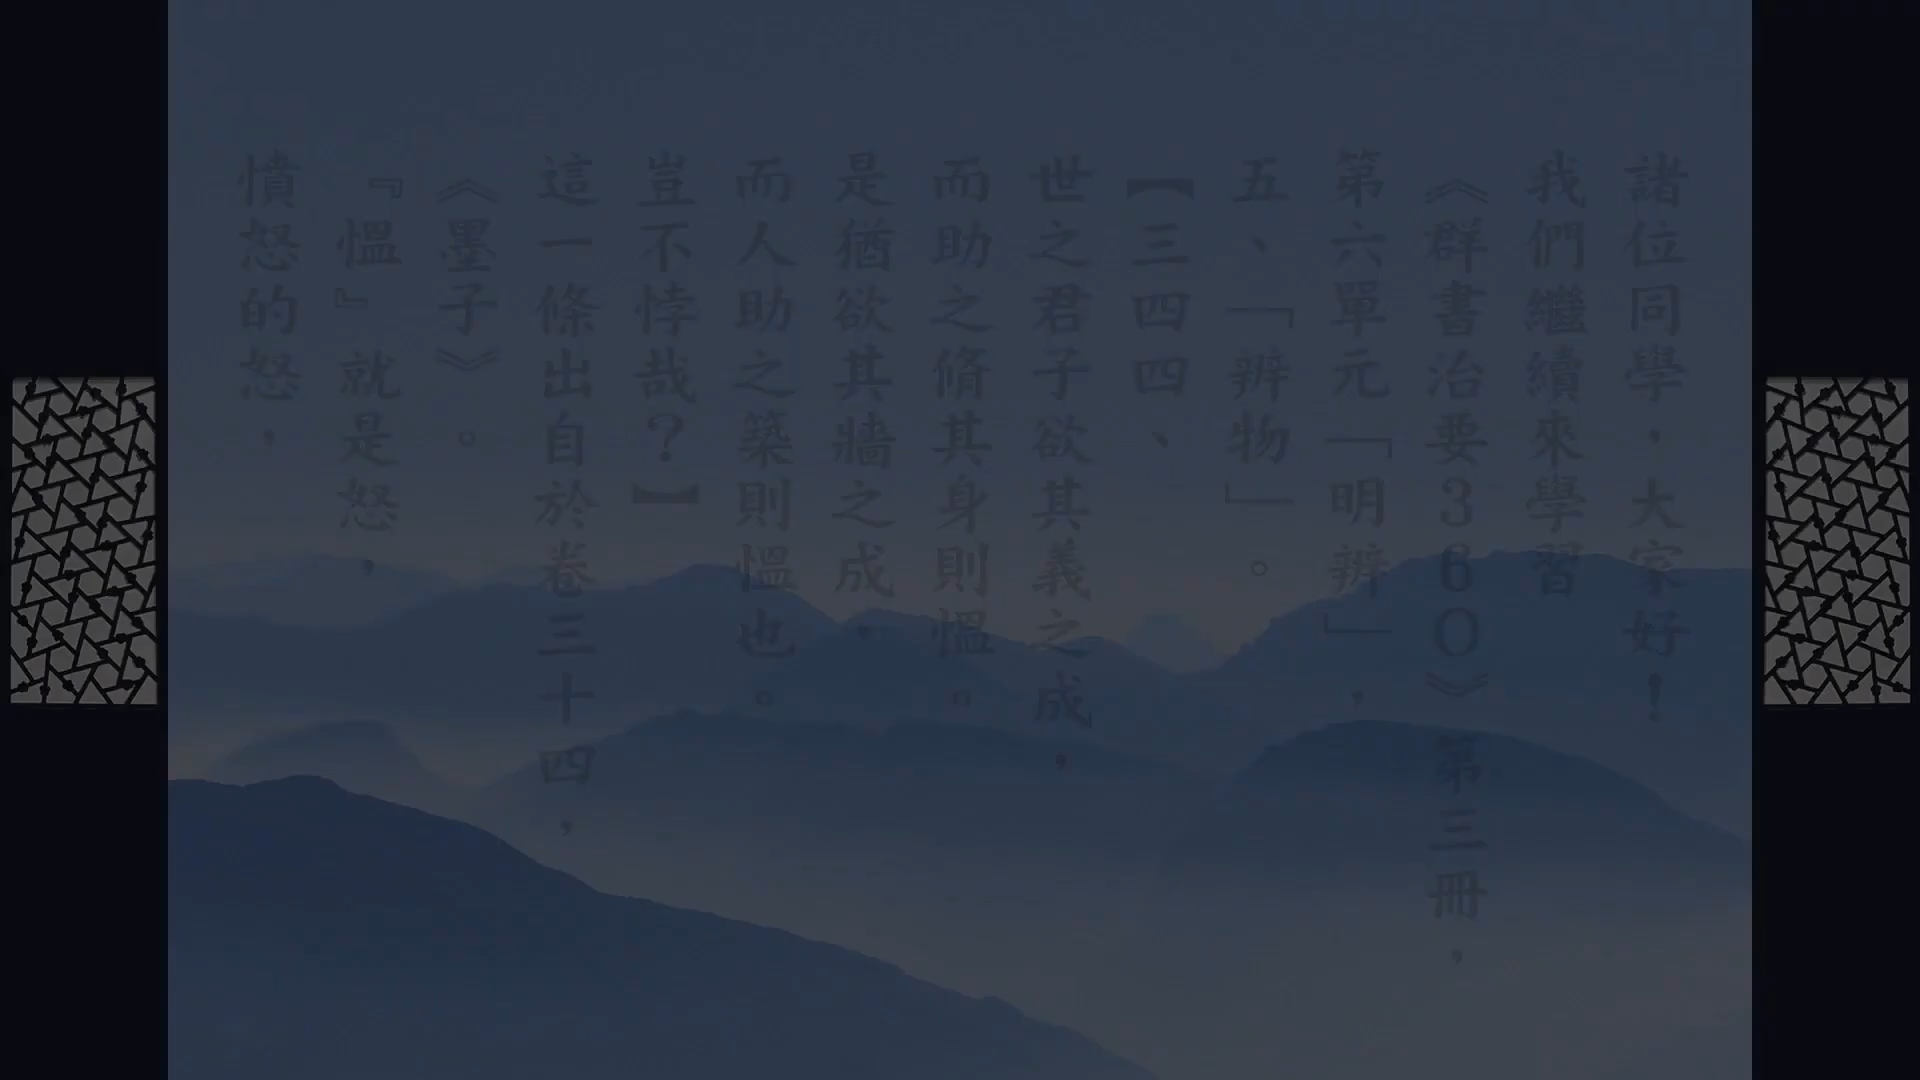 諸位同學，大家好！
我們繼續來學習
《群書治要360》第三冊，
第六單元「明辨」，
五、「辨物」。
【三四四、
世之君子欲其義之成，
而助之脩其身則慍。
是猶欲其牆之成，
而人助之築則慍也。
豈不悖哉？】
這一條出自於卷三十四，
《墨子》。
『慍』就是怒，
憤怒的怒，